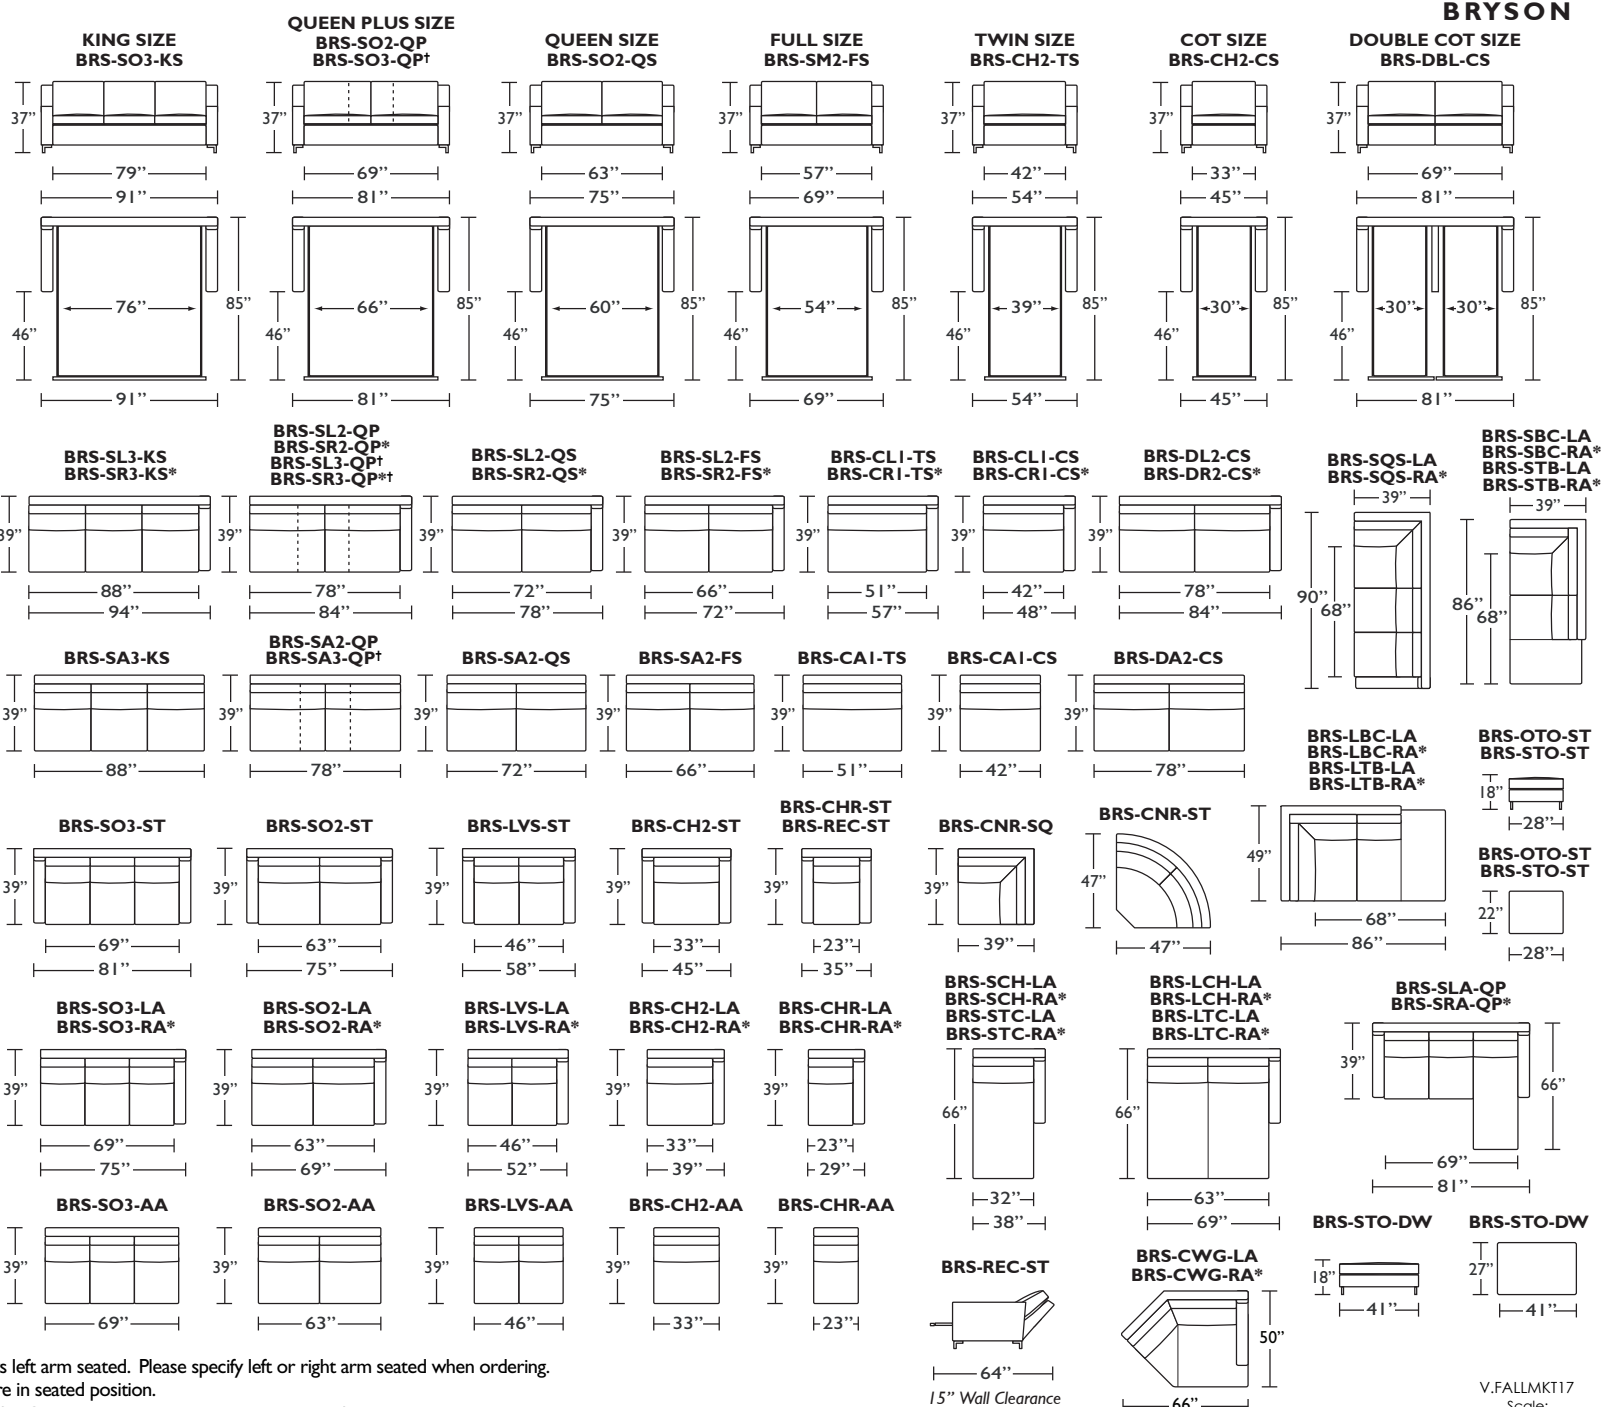 BRYSON
KING SIZE
BRS-SO3-KS
QUEEN PLUS SIZE
BRS-SO2-QP
BRS-SO3-QP†
QUEEN SIZE
BRS-SO2-QS
FULL SIZE
BRS-SM2-FS
TWIN SIZE
BRS-CH2-TS
COT SIZE
BRS-CH2-CS
DOUBLE COT SIZE
BRS-DBL-CS
37” 37” 37” 37” 37” 37” 37”
79” 69” 63” 57” 42” 33” 69”
91” 81” 75” 69” 54” 45” 81”
76” 66” 60” 54” 39” 30” 30” 30”
85” 85” 85” 85” 85” 85” 85”
46” 46” 46” 46” 46” 46” 46”
91” 81” 75” 69” 54” 45” 81”
BRS-SL3-KS
BRS-SR3-KS*
BRS-SL2-QP
BRS-SR2-QP*
BRS-SL3-QP†
BRS-SR3-QP*†
BRS-SL2-QS
BRS-SR2-QS*
BRS-SL2-FS
BRS-SR2-FS*
BRS-CL1-TS
BRS-CR1-TS*
BRS-CL1-CS
BRS-CR1-CS*
BRS-DL2-CS
BRS-DR2-CS*
39” 39” 39” 39” 39” 39” 39”
88” 78” 72” 66” 51” 42” 78”
94” 84” 78” 72” 57” 48” 84”
BRS-SQS-LA
BRS-SQS-RA*
39”
90”
68”
BRS-SBC-LA
BRS-SBC-RA*
BRS-STB-LA
BRS-STB-RA*
39”
86”
68”
BRS-SA3-KS
BRS-SA2-QP
BRS-SA3-QP†
BRS-SA2-QS
BRS-SA2-FS
BRS-CA1-TS
BRS-CA1-CS
BRS-DA2-CS
39” 39” 39” 39” 39” 39” 39”
88” 78” 72” 66” 51” 42” 78”
BRS-LBC-LA
BRS-LBC-RA*
BRS-LTB-LA
BRS-LTB-RA*
49”
68”
86”
BRS-OTO-ST
BRS-STO-ST
18”
28”
BRS-OTO-ST
BRS-STO-ST
22”
28”
BRS-SO3-ST
BRS-SO2-ST
BRS-LVS-ST
BRS-CH2-ST
BRS-CHR-ST
BRS-REC-ST
39” 39” 39” 39” 39”
69” 63” 46” 33” 23”
81” 75” 58” 45” 35”
BRS-CNR-SQ
39”
39”
BRS-CNR-ST
47”
47”
BRS-SO3-LA
BRS-SO3-RA*
BRS-SO2-LA
BRS-SO2-RA*
BRS-LVS-LA
BRS-LVS-RA*
BRS-CH2-LA
BRS-CH2-RA*
BRS-CHR-LA
BRS-CHR-RA*
39” 39” 39” 39” 39”
69” 63” 46” 33” 23”
75” 69” 52” 39” 29”
BRS-SCH-LA
BRS-SCH-RA*
BRS-STC-LA
BRS-STC-RA*
66”
32”
38”
BRS-LCH-LA
BRS-LCH-RA*
BRS-LTC-LA
BRS-LTC-RA*
66”
63”
69”
BRS-SLA-QP
BRS-SRA-QP*
39”
66”
69”
81”
BRS-SO3-AA
BRS-SO2-AA
BRS-LVS-AA
BRS-CH2-AA
BRS-CHR-AA
39” 39” 39” 39” 39”
69” 63” 46” 33” 23”
BRS-REC-ST
64”
15” Wall Clearance
BRS-CWG-LA
BRS-CWG-RA*
50”
66”
BRS-STO-DW
18”
41”
BRS-STO-DW
27”
41”
s left arm seated. Please specify left or right arm seated when ordering.
re in seated position.
V.FALLMKT17
Scale: